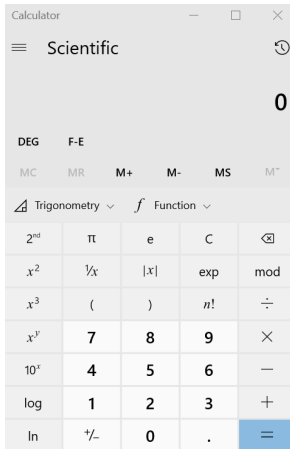 Calculator
Scientific
0
DEG F-E
MC MR M+ M- MS M˅
Trigonometry f Function
2ⁿᵈ π e C
x² ¹⁄x |x| exp mod
x³ ( ) n! ÷
xʸ 7 8 9 ×
10ˣ 4 5 6 −
log 1 2 3 +
ln +/− 0 . =